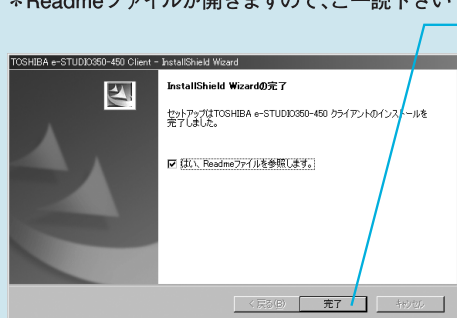 ＊Readmeファイルが開きますので、ご一読下さい
TOSHIBA e-STUDIO350-450 Client - InstallShield Wizard
InstallShield Wizardの完了
セットアップはTOSHIBA e-STUDIO350-450 クライアントのインストールを
完了しました。
はい、Readmeファイルを参照します。
< 戻る(B)
完了
キャンセル